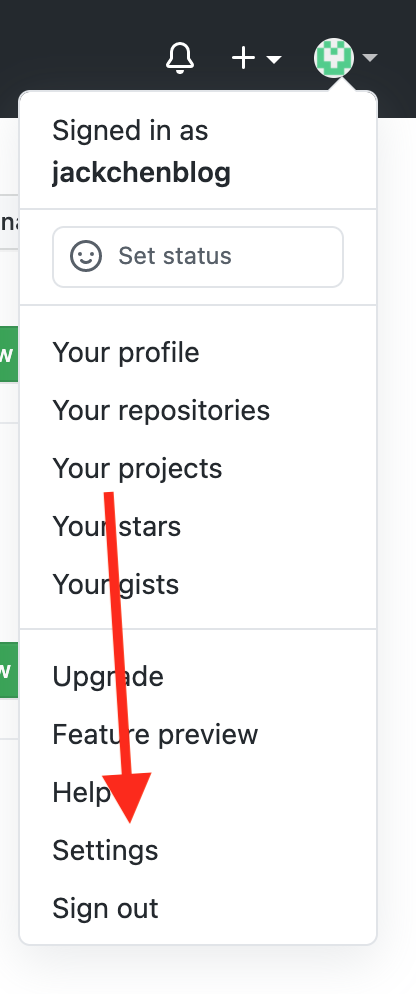 Signed in as
jackchenblog
Set status
Your profile
Your repositories
Your projects
Your stars
Your gists
Upgrade
Feature preview
Help
Settings
Sign out